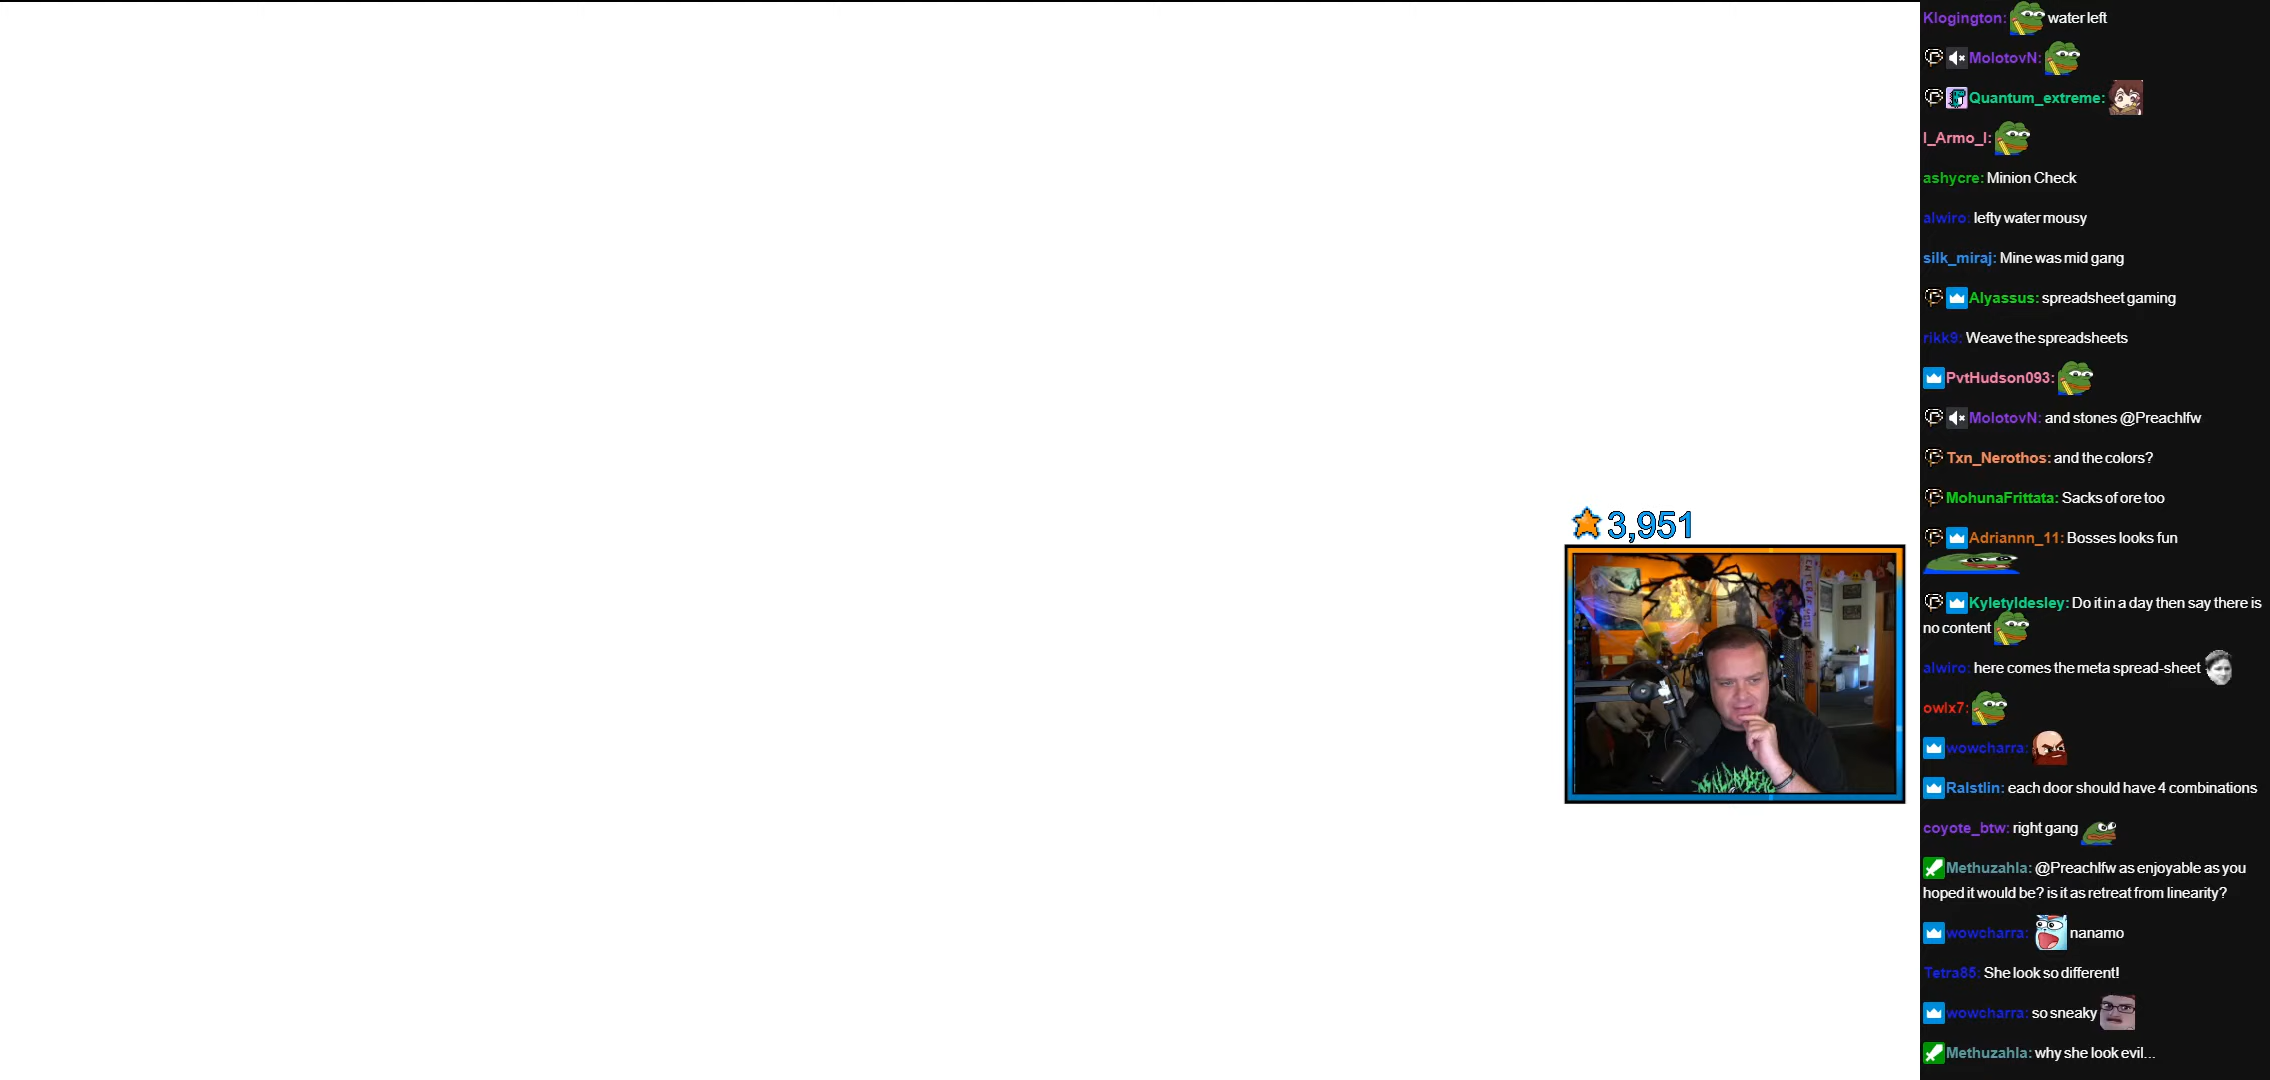 Klogington: water left
MolotovN:
Quantum_extreme:
I_Armo_I:
ashycre: Minion Check
alwiro: lefty water mousy
silk_miraj: Mine was mid gang
Alyassus: spreadsheet gaming
rikk9: Weave the spreadsheets
PvtHudson093:
MolotovN: and stones @Preachlfw
Txn_Nerothos: and the colors?
MohunaFrittata: Sacks of ore too
3,951
Adriannn_11: Bosses looks fun
Kyletyldesley: Do it in a day then say there is
no content
alwiro: here comes the meta spread-sheet
owlx7:
wowcharra:
Ralstlin: each door should have 4 combinations
coyote_btw: right gang
Methuzahla: @Preachlfw as enjoyable as you
hoped it would be? is it as retreat from linearity?
wowcharra: nanamo
Tetra85: She look so different!
wowcharra: so sneaky
Methuzahla: why she look evil...